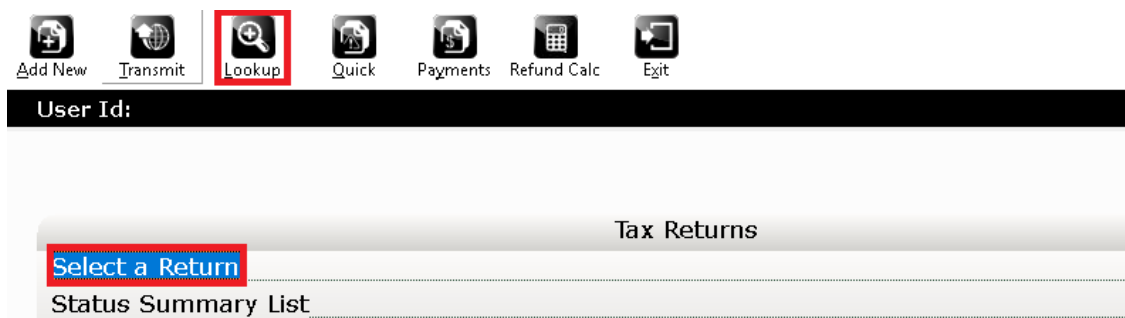 Add New Transmit Lookup Quick Payments Refund Calc Exit
User Id:
Tax Returns
Select a Return
Status Summary List